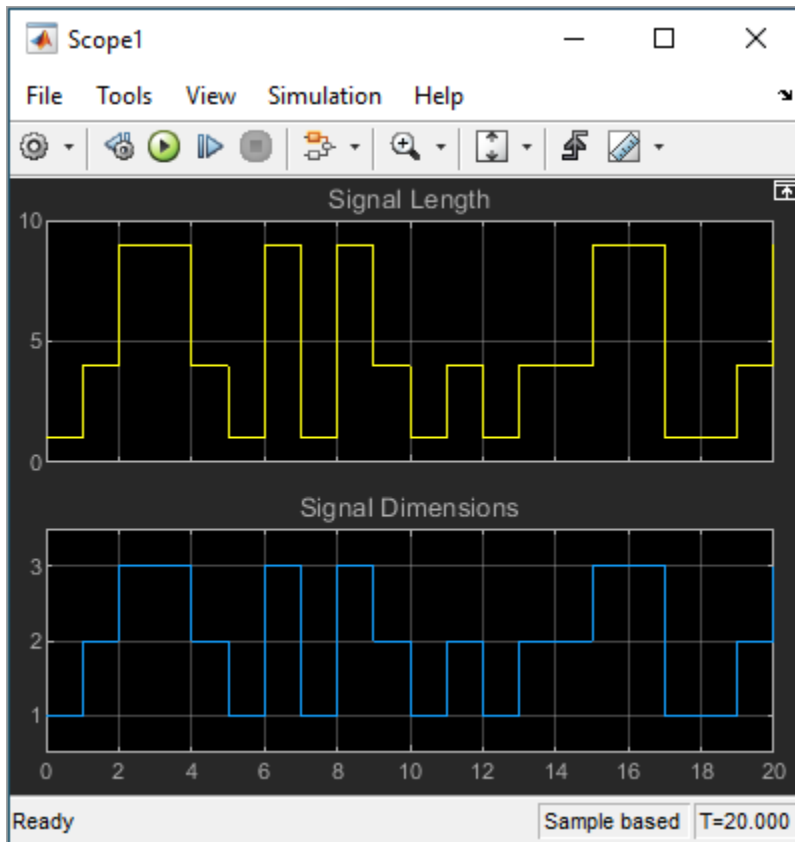 Scope1
File Tools View Simulation Help
Signal Length
10
5
0
Signal Dimensions
3
2
1
0 2 4 6 8 10 12 14 16 18 20
Ready Sample based T=20.000